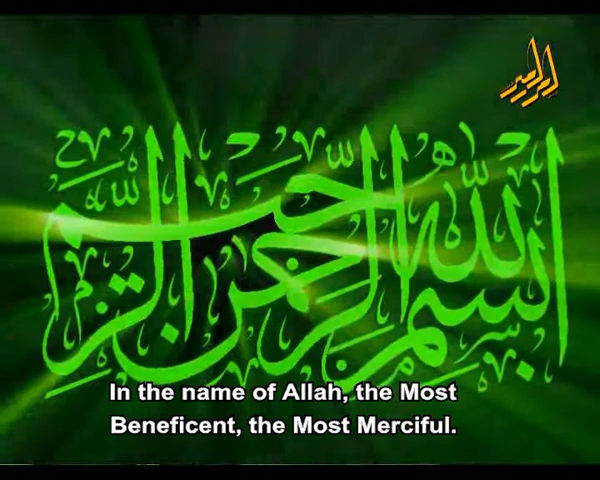 بسم الله الرحمن الرحيم
In the name of Allah, the Most
Beneficent, the Most Merciful.